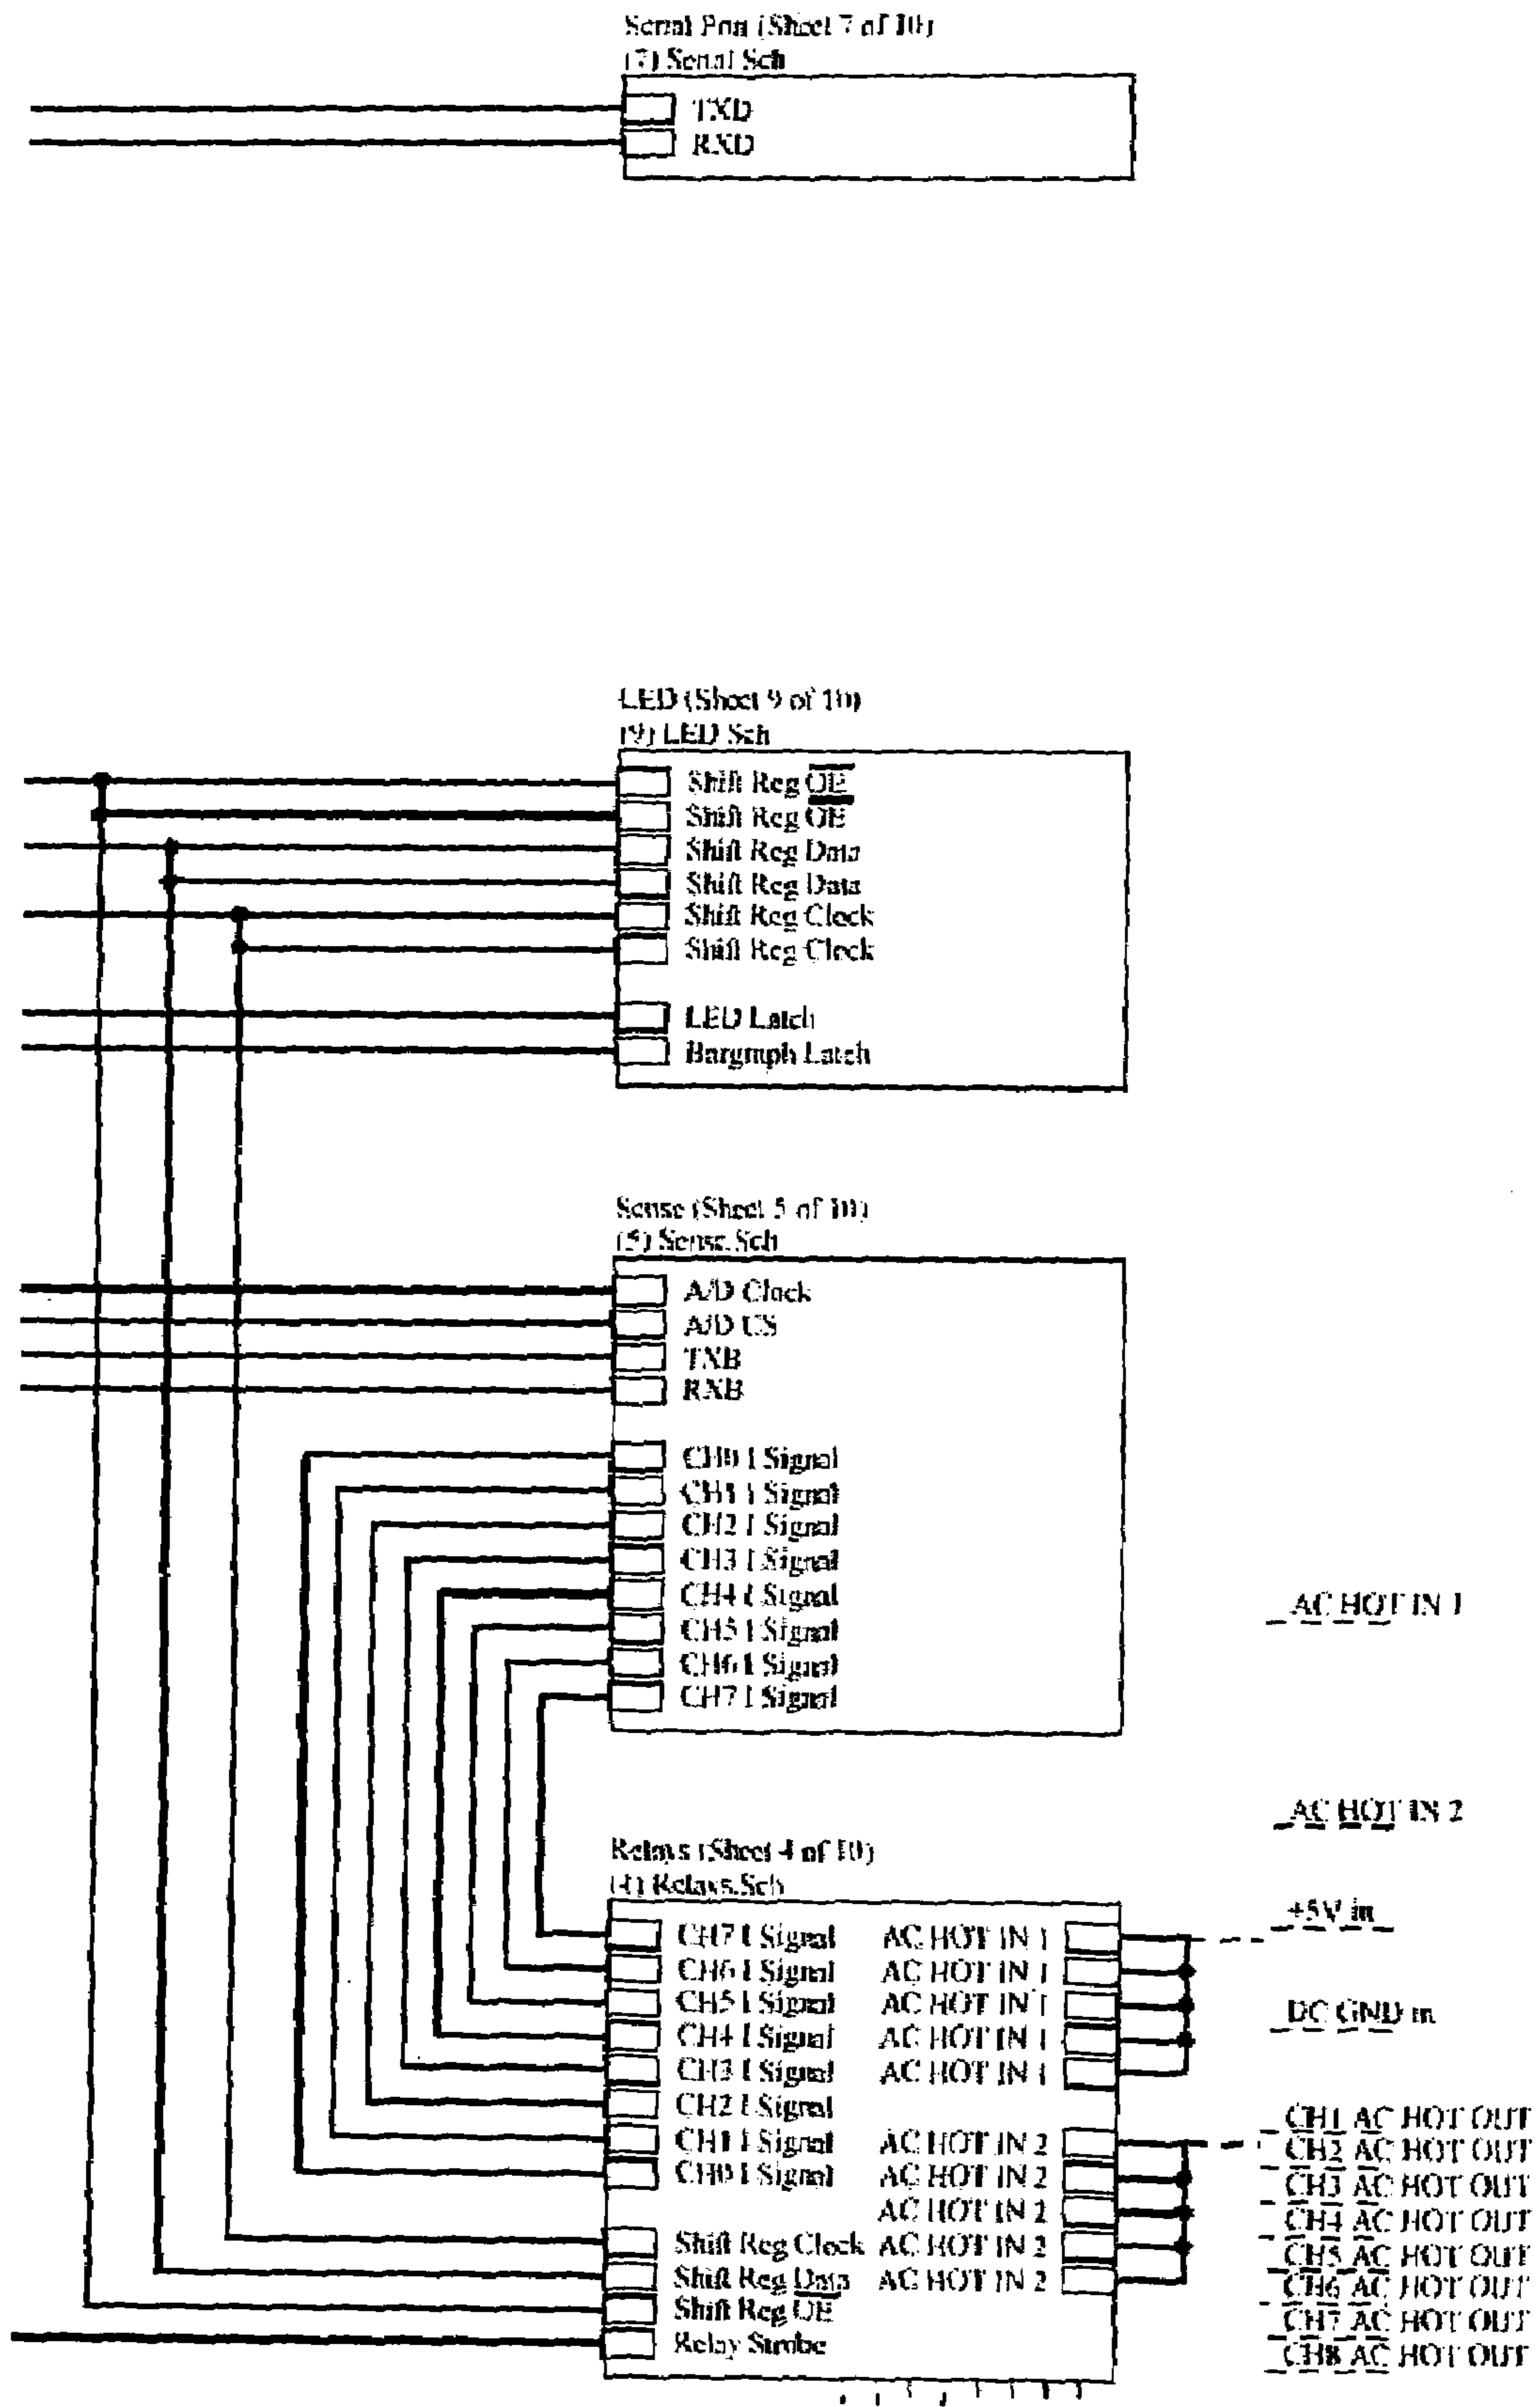 Serial Port (Sheet 7 of 10)
(7) Serial Sch
TXD
RXD
LED (Sheet 9 of 10)
(9) LED Sch
Shift Reg OE
Shift Reg OE
Shift Reg Data
Shift Reg Data
Shift Reg Clock
Shift Reg Clock
LED Latch
Bargraph Latch
Sense (Sheet 5 of 10)
(5) Sense.Sch
A/D Clock
A/D CS
TXB
RXB
CH0 I Signal
CH1 I Signal
CH2 I Signal
CH3 I Signal
CH4 I Signal
CH5 I Signal
CH6 I Signal
CH7 I Signal
AC HOT IN 1
AC HOT IN 2
+5V in
DC GND in
Relays (Sheet 4 of 10)
(4) Relays.Sch
CH7 I Signal AC HOT IN 1
CH6 I Signal AC HOT IN 1
CH5 I Signal AC HOT IN 1
CH4 I Signal AC HOT IN 1
CH3 I Signal AC HOT IN 1
CH2 I Signal
CH1 I Signal AC HOT IN 2
CH0 I Signal AC HOT IN 2
AC HOT IN 2
Shift Reg Clock AC HOT IN 2
Shift Reg Data AC HOT IN 2
Shift Reg OE
Relay Strobe
CH1 AC HOT OUT
CH2 AC HOT OUT
CH3 AC HOT OUT
CH4 AC HOT OUT
CH5 AC HOT OUT
CH6 AC HOT OUT
CH7 AC HOT OUT
CH8 AC HOT OUT